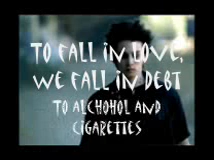 TO FALL IN LOVE,
WE FALL IN DEBT
TO ALCHOHOL AND
CIGARETTES